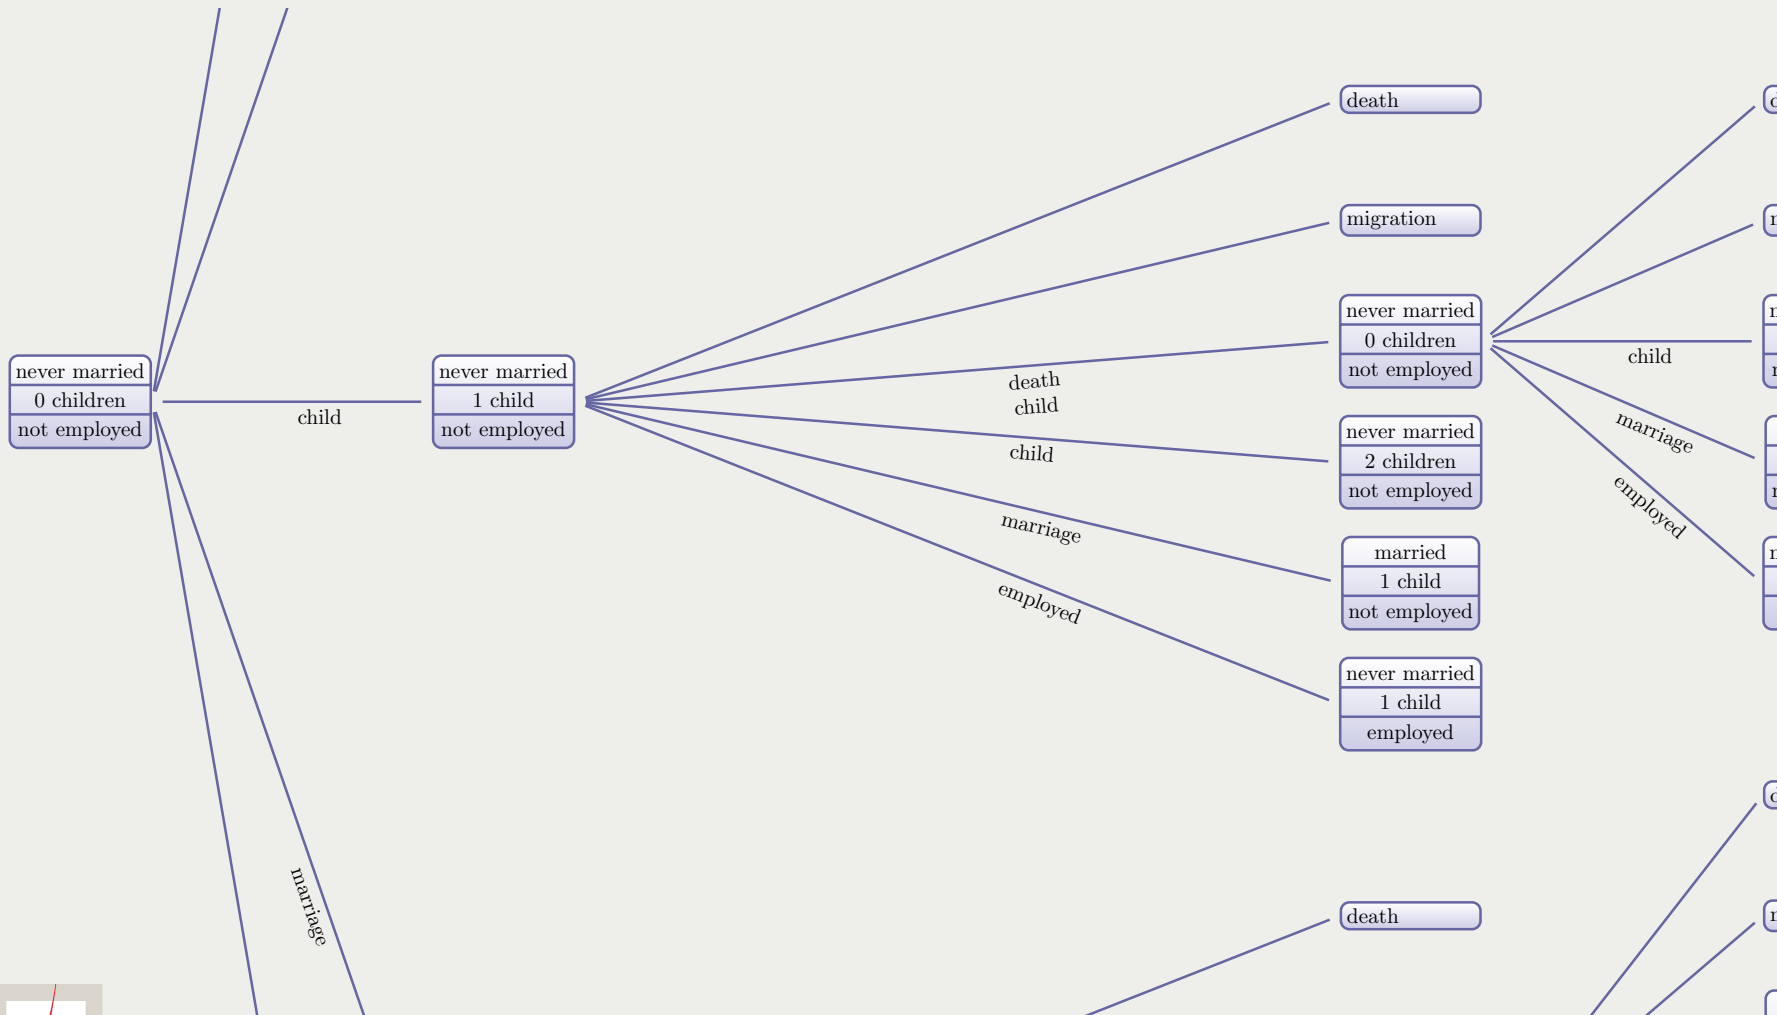 death
migration
never married
0 children
not employed
child
never married
0 children
not employed
child
never married
1 child
not employed
death
child
child
marriage
employed
never married
2 children
not employed
marriage
employed
married
1 child
not employed
never married
1 child
employed
marriage
death